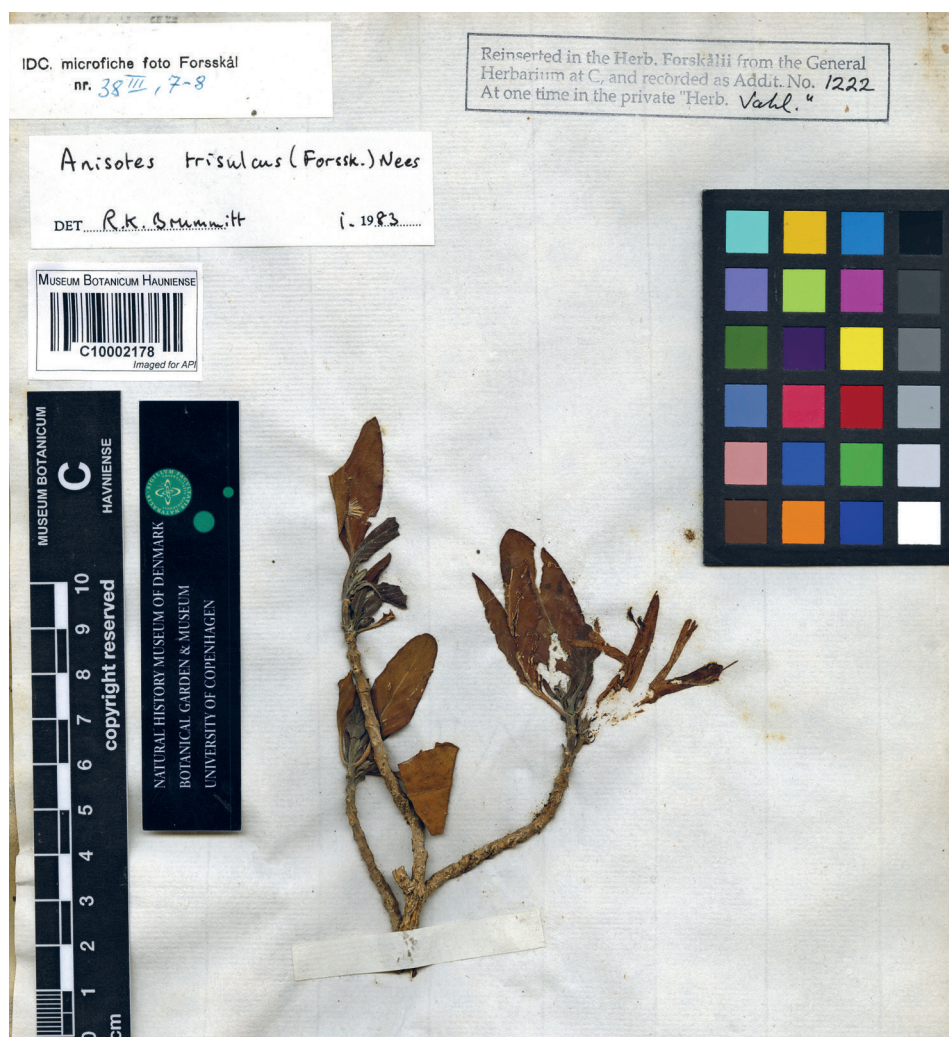 IDC. microfiche foto Forsskål
nr. 38 III, 7-8
Reinserted in the Herb. Forskålii from the General
Herbarium at C, and recorded as Addit. No. 1222
At one time in the private "Herb. Vahl."
Anisotes trisulcus (Forssk.) Nees
DET R.K. Brummitt i. 1983
MUSEUM BOTANICUM HAUNIENSE
C10002178
Imaged for API
MUSEUM BOTANICUM
C
HAVNIENSE
copyright reserved
10
9
8
7
6
5
4
3
2
1
0
cm
NATURAL HISTORY MUSEUM OF DENMARK
BOTANICAL GARDEN & MUSEUM
UNIVERSITY OF COPENHAGEN